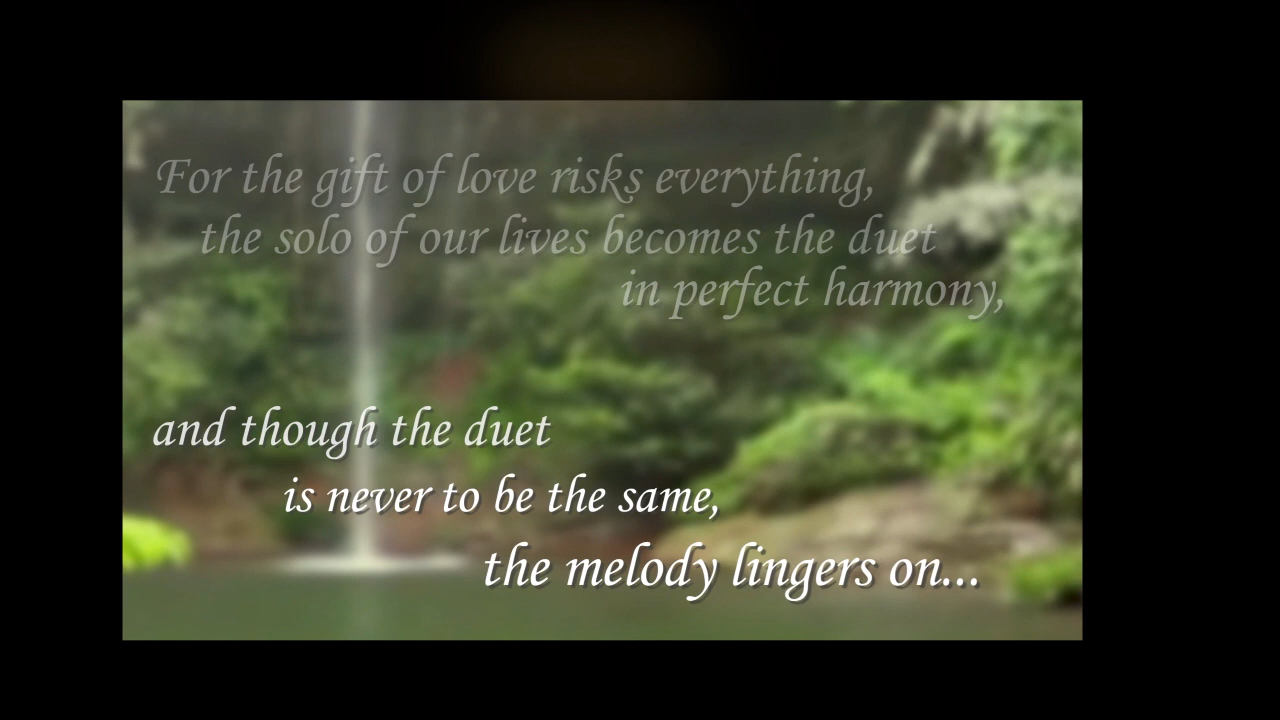 For the gift of love risks everything,
the solo of our lives becomes the duet
in perfect harmony,
and though the duet
is never to be the same,
the melody lingers on...